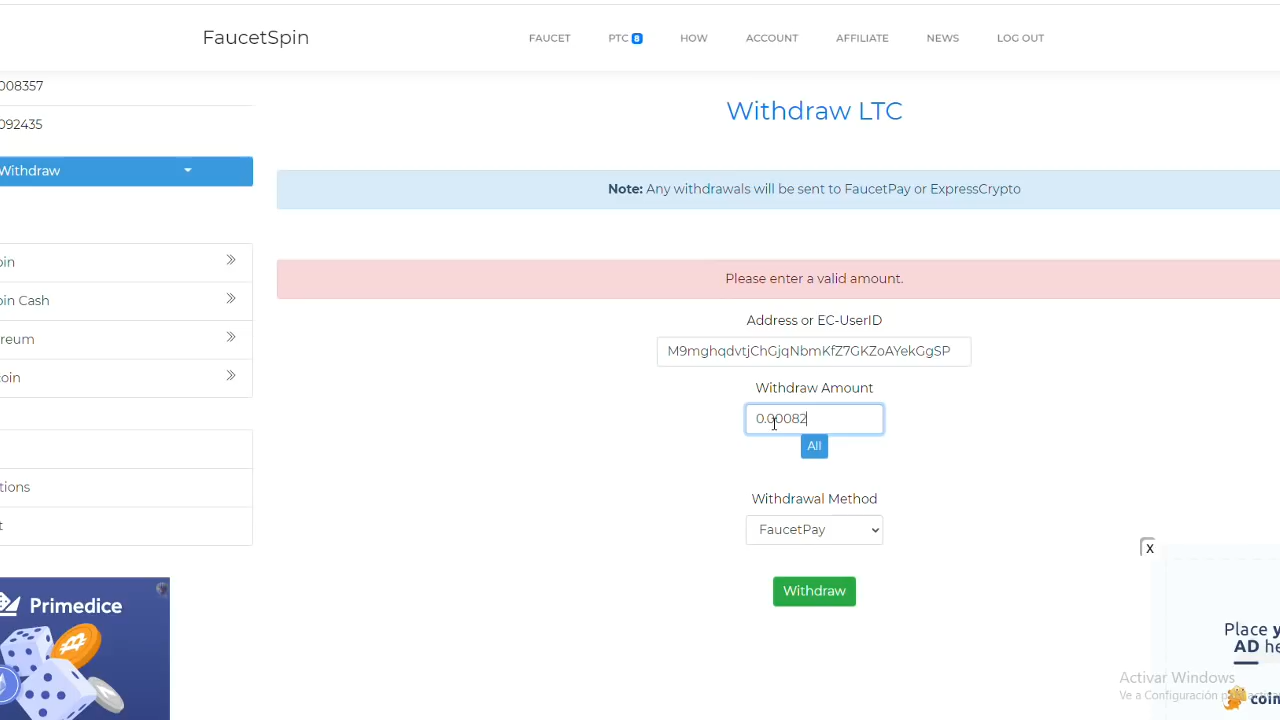 FaucetSpin
FAUCET PTC 8 HOW ACCOUNT AFFILIATE NEWS LOG OUT
008357
092435
Withdraw
oin
oin Cash
reum
oin
tions
t
Primedice
Withdraw LTC
Note: Any withdrawals will be sent to FaucetPay or ExpressCrypto
Please enter a valid amount.
Address or EC-UserID
M9mghqdvtjChGjqNbmKfZ7GKZoAYekGgSP
Withdraw Amount
0.00082
All
Withdrawal Method
FaucetPay
Withdraw
X
Place y
AD he
Activar Windows
Ve a Configuración p
coin